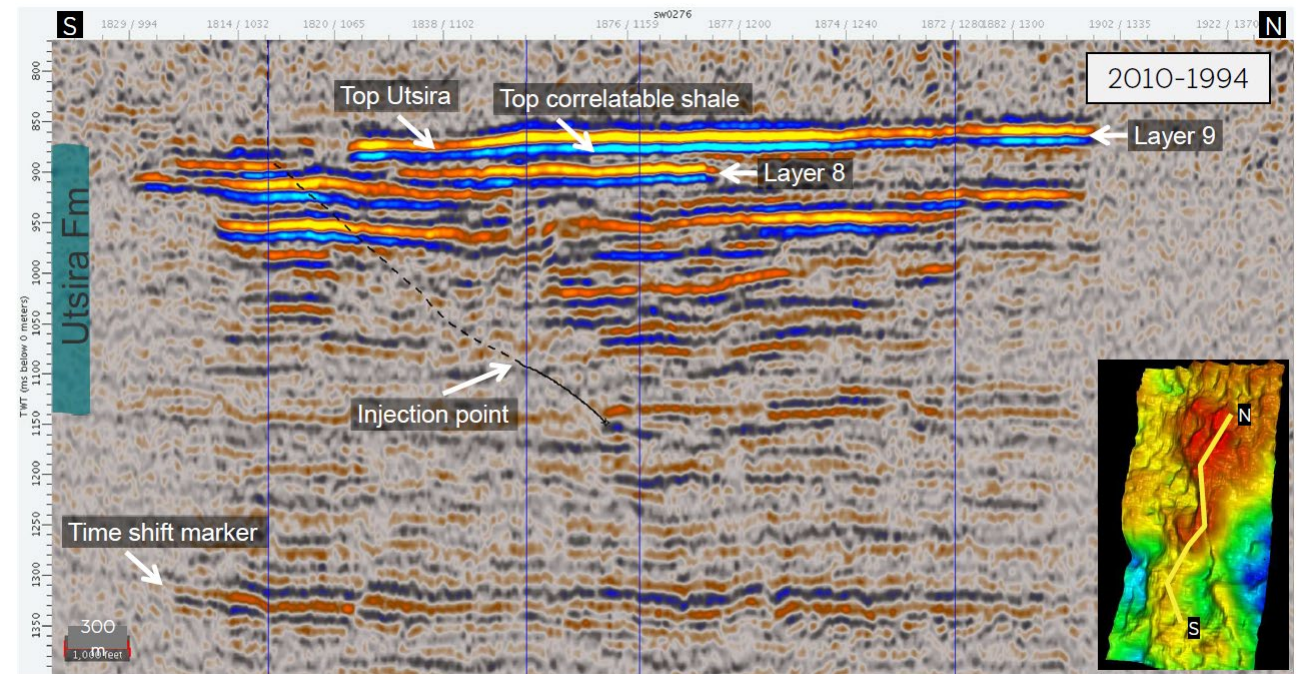 sw0276
S
1829 / 994
1814 / 1032
1820 / 1065
1838 / 1102
1876 / 1159
1877 / 1200
1874 / 1240
1872 / 1280
1882 / 1300
1902 / 1335
1922 / 1370
N
2010-1994
Top Utsira
Top correlatable shale
Layer 9
Layer 8
Utsira Fm
TWT (ms below 0 meters)
800
850
900
950
1000
1050
1100
1150
1200
1250
1300
1350
Injection point
Time shift marker
300
m
1,000 feet
N
S